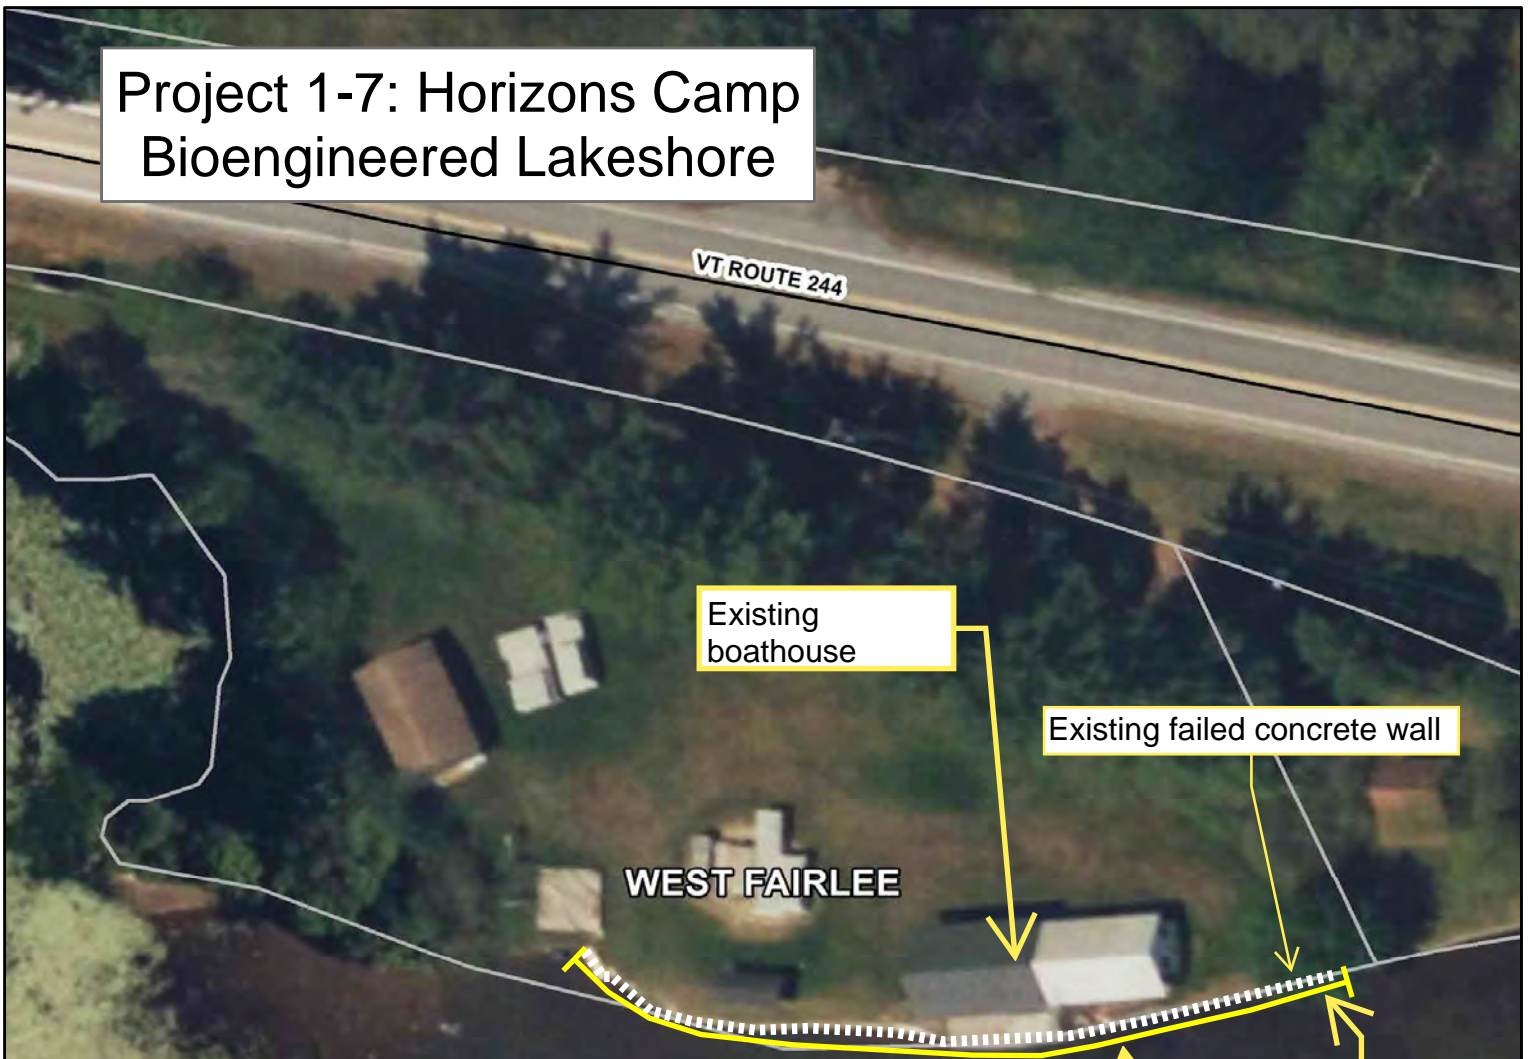 Project 1-7: Horizons Camp
Bioengineered Lakeshore
VT ROUTE 244
Existing
boathouse
Existing failed concrete wall
WEST FAIRLEE